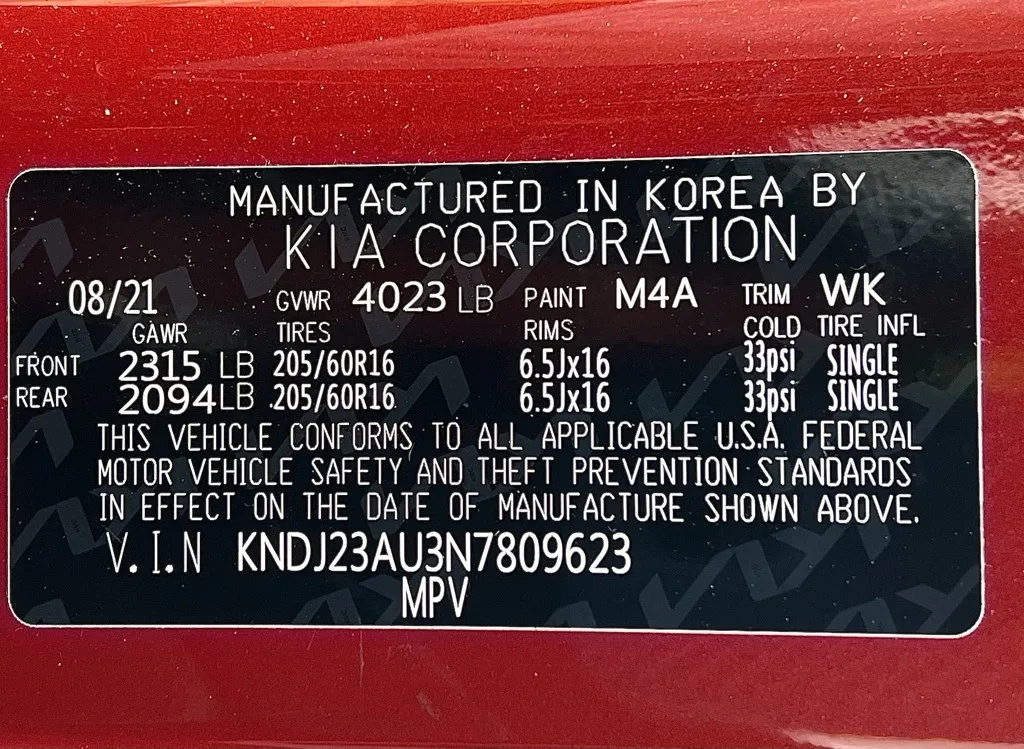 MANUFACTURED IN KOREA BY
KIA CORPORATION
08/21 GVWR 4023 LB PAINT M4A TRIM WK
GAWR TIRES RIMS COLD TIRE INFL
FRONT 2315 LB 205/60R16 6.5Jx16 33psi SINGLE
REAR 2094 LB 205/60R16 6.5Jx16 33psi SINGLE
THIS VEHICLE CONFORMS TO ALL APPLICABLE U.S.A. FEDERAL
MOTOR VEHICLE SAFETY AND THEFT PREVENTION STANDARDS
IN EFFECT ON THE DATE OF MANUFACTURE SHOWN ABOVE.
V.I.N KNDJ23AU3N7809623
MPV